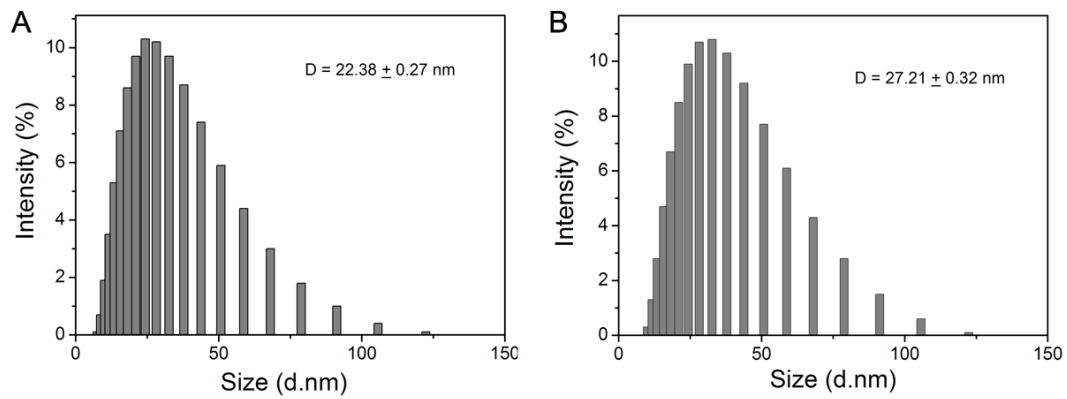 A
D = 22.38 ± 0.27 nm
Intensity (%)
10
8
6
4
2
0
0 50 100 150
Size (d.nm)
B
D = 27.21 ± 0.32 nm
Intensity (%)
10
8
6
4
2
0
0 50 100 150
Size (d.nm)